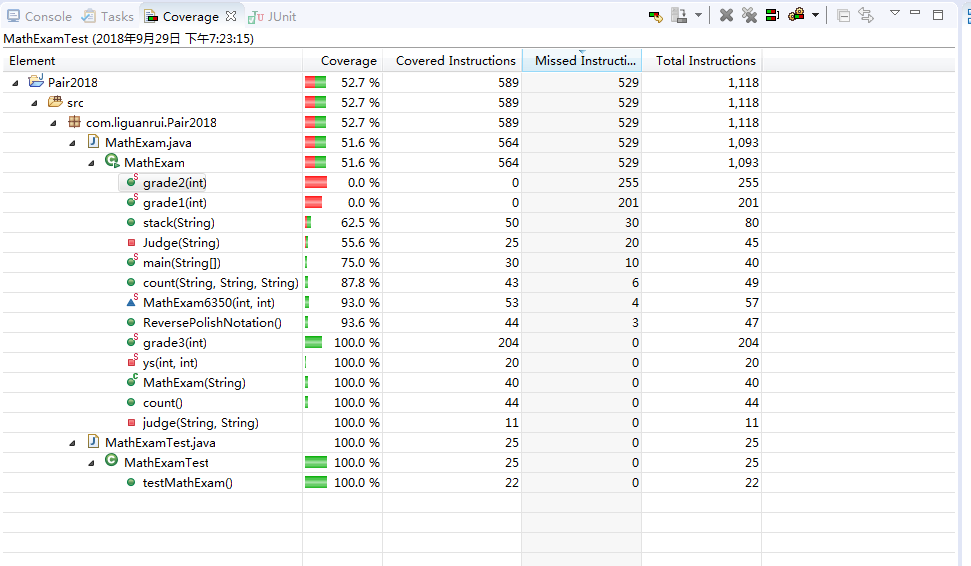 Console Tasks Coverage JUnit
MathExamTest (2018年9月29日 下午7:23:15)
Element Coverage Covered Instructions Missed Instructi... Total Instructions
Pair2018 52.7 % 589 529 1,118
src 52.7 % 589 529 1,118
com.liguanrui.Pair2018 52.7 % 589 529 1,118
MathExam.java 51.6 % 564 529 1,093
MathExam 51.6 % 564 529 1,093
grade2(int) 0.0 % 0 255 255
grade1(int) 0.0 % 0 201 201
stack(String) 62.5 % 50 30 80
Judge(String) 55.6 % 25 20 45
main(String[]) 75.0 % 30 10 40
count(String, String, String) 87.8 % 43 6 49
MathExam6350(int, int) 93.0 % 53 4 57
ReversePolishNotation() 93.6 % 44 3 47
grade3(int) 100.0 % 204 0 204
ys(int, int) 100.0 % 20 0 20
MathExam(String) 100.0 % 40 0 40
count() 100.0 % 44 0 44
judge(String, String) 100.0 % 11 0 11
MathExamTest.java 100.0 % 25 0 25
MathExamTest 100.0 % 25 0 25
testMathExam() 100.0 % 22 0 22